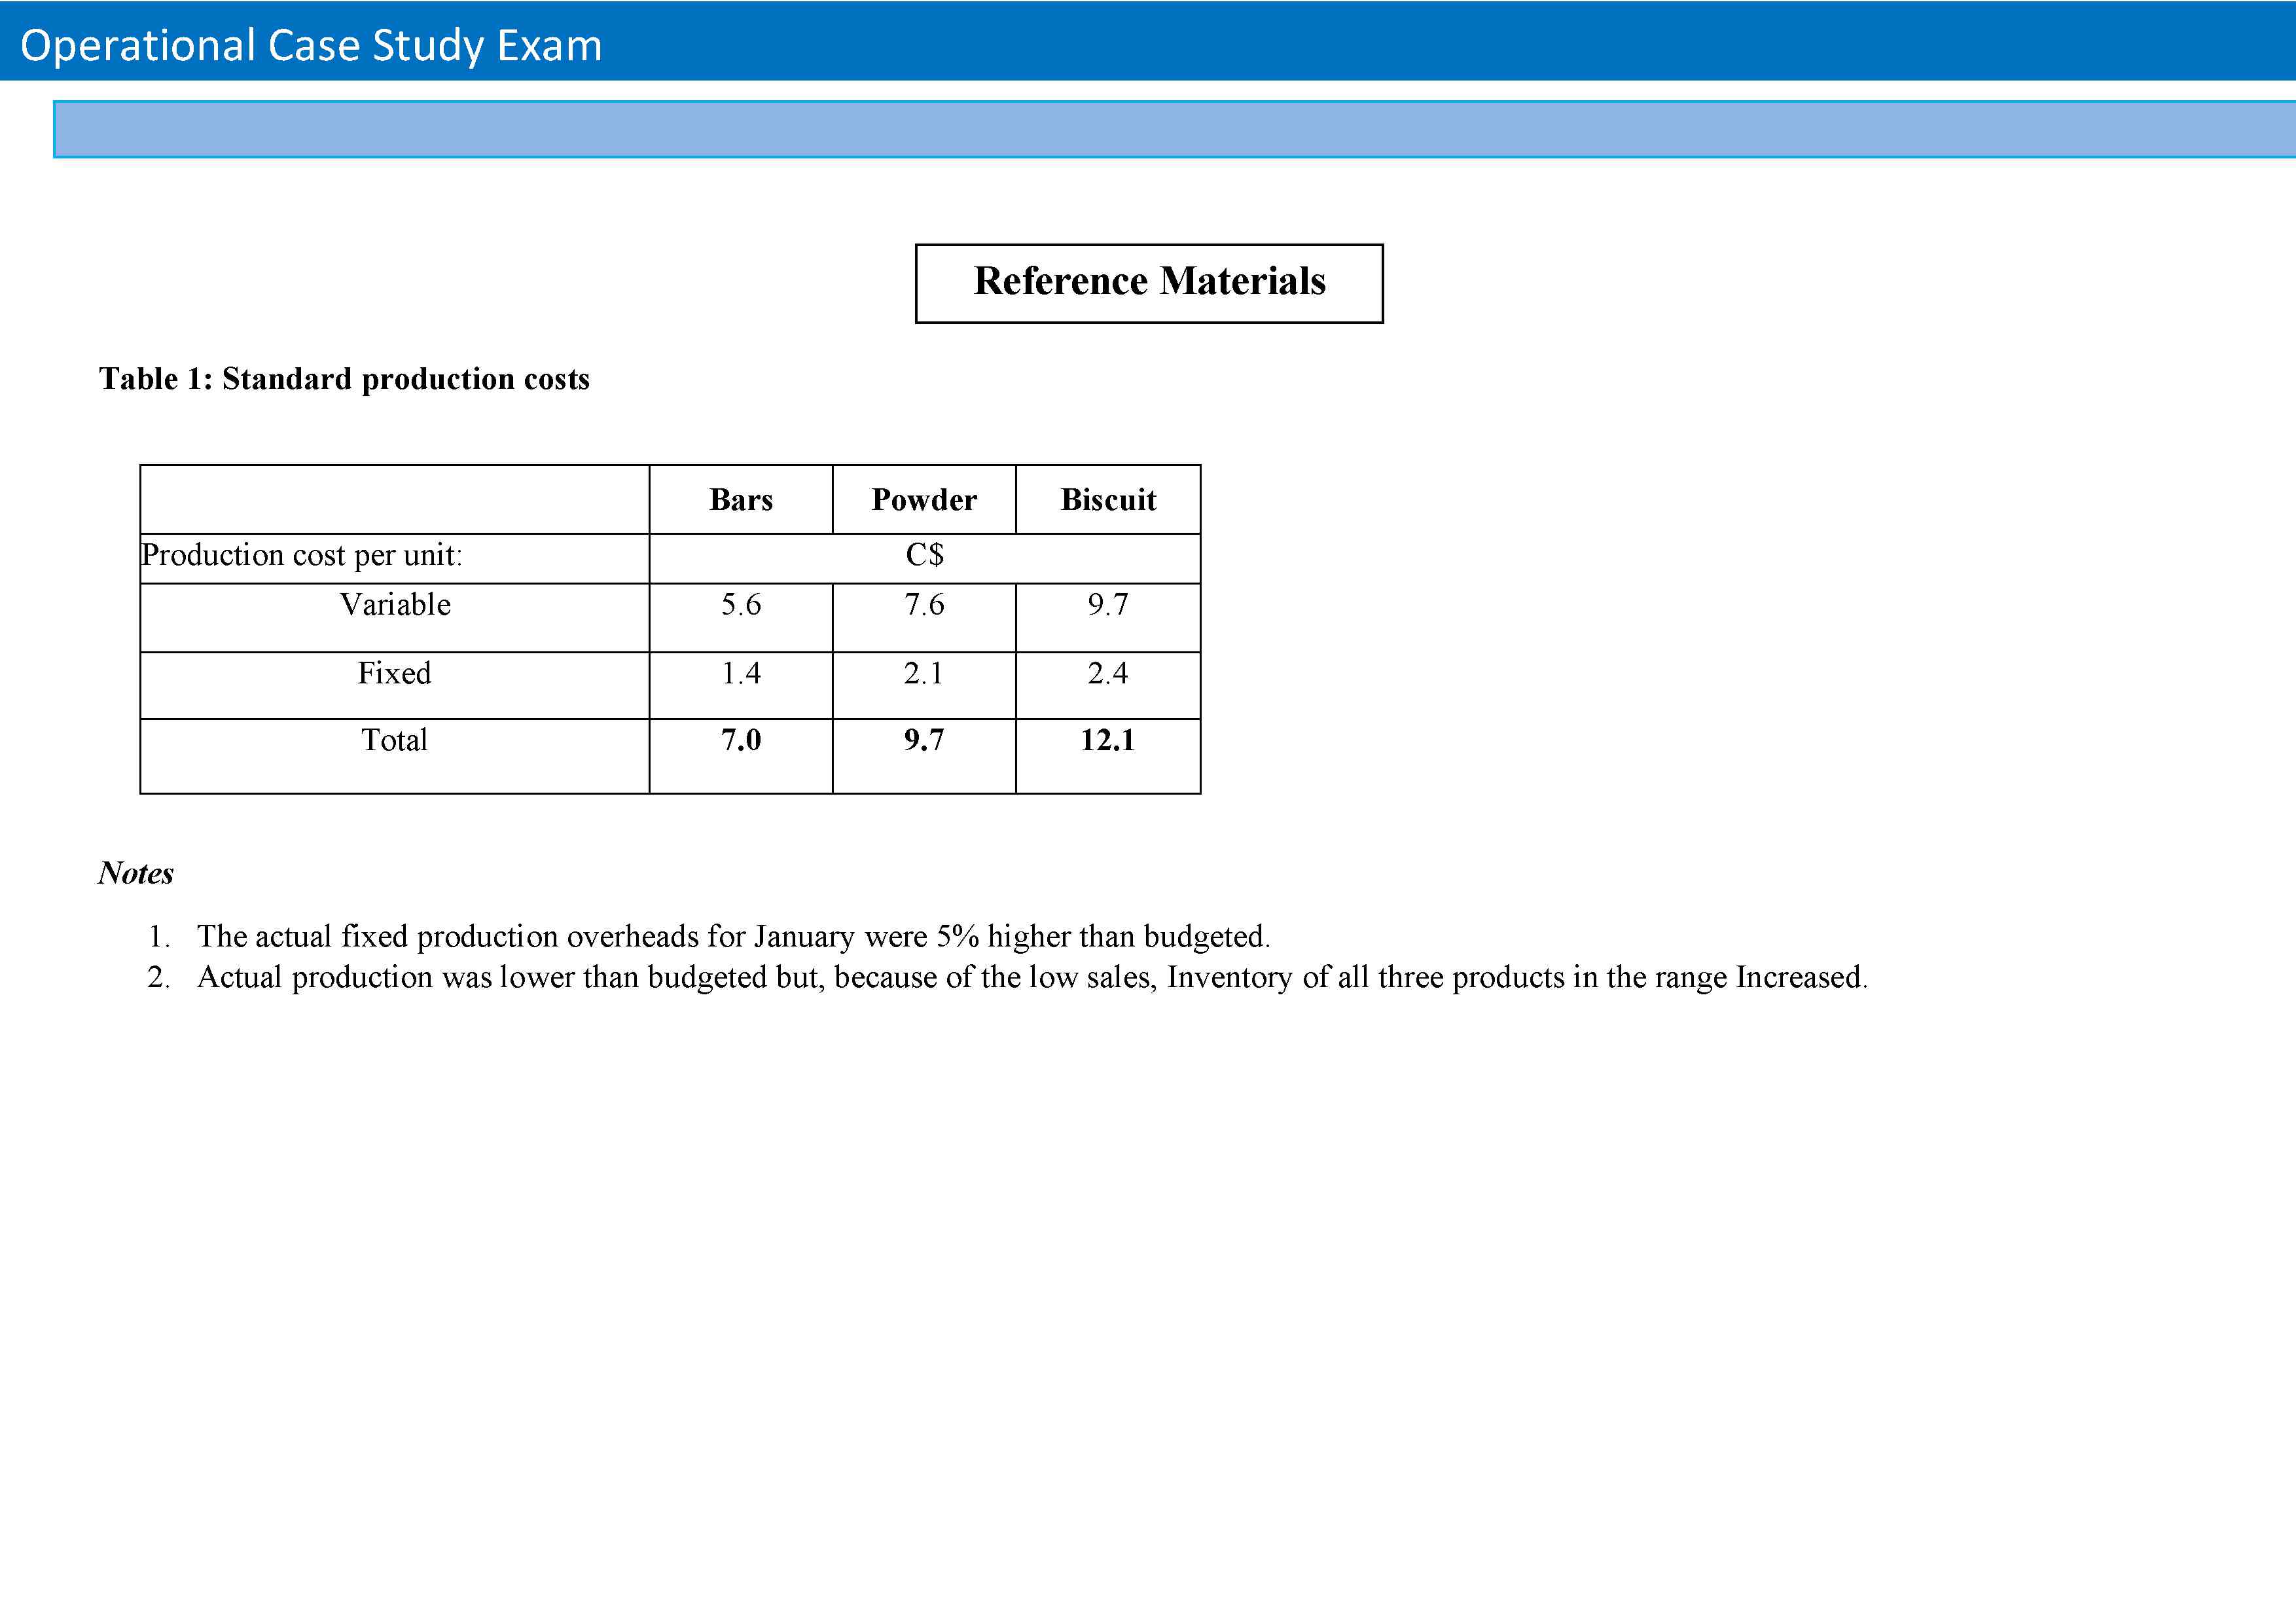 Operational Case Study Exam
Reference Materials
Table 1: Standard production costs
Bars Powder Biscuit
Production cost per unit: C$
Variable 5.6 7.6 9.7
Fixed 1.4 2.1 2.4
Total 7.0 9.7 12.1
Notes
1. The actual fixed production overheads for January were 5% higher than budgeted.
2. Actual production was lower than budgeted but, because of the low sales, Inventory of all three products in the range Increased.